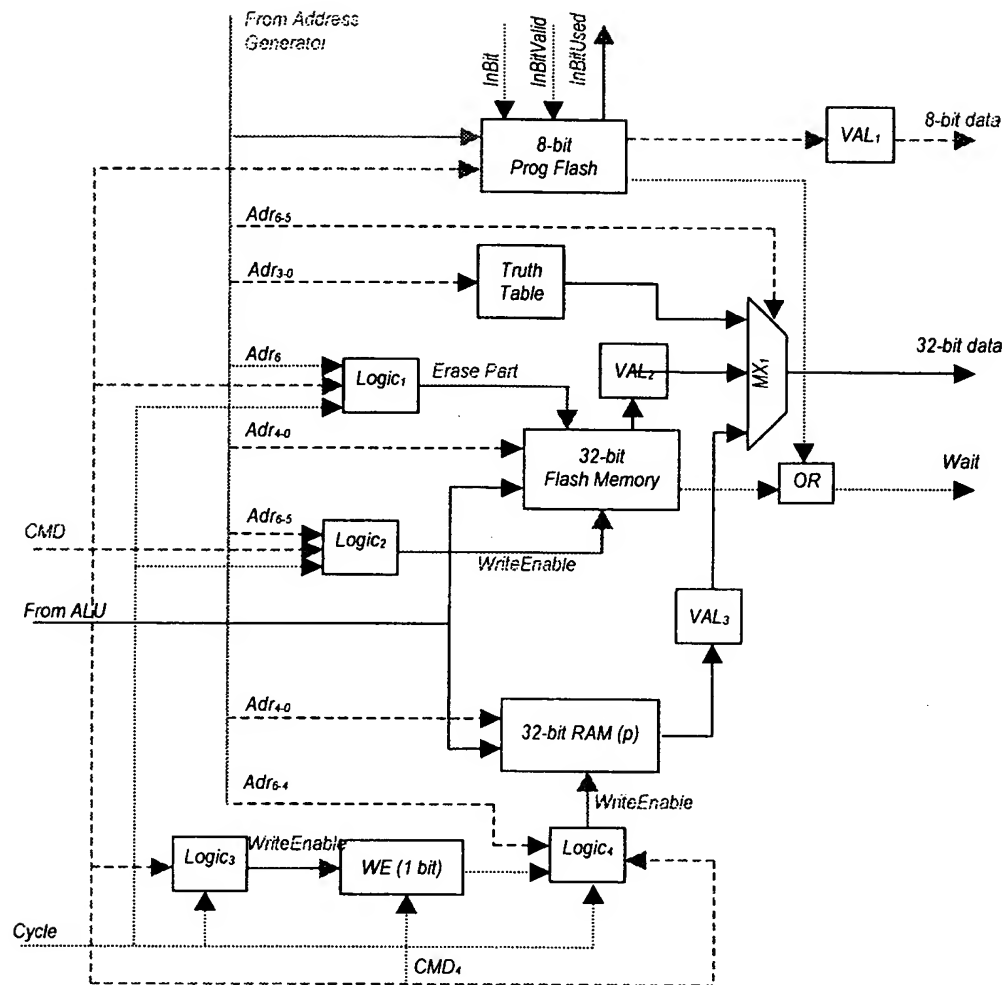 From Address
Generator
InBit
InBitValid
InBitUsed
8-bit
Prog Flash
VAL₁
8-bit data
Adr₆₋₅
Adr₃₋₀
Truth
Table
MX₁
32-bit data
Adr₆
Logic₁
Erase Part
VAL₂
Adr₄₋₀
32-bit
Flash Memory
OR
Wait
Adr₆₋₅
CMD
Logic₂
WriteEnable
From ALU
VAL₃
Adr₄₋₀
32-bit RAM (p)
Adr₆₋₄
WriteEnable
Logic₃
WriteEnable
WE (1 bit)
Logic₄
Cycle
CMD₄